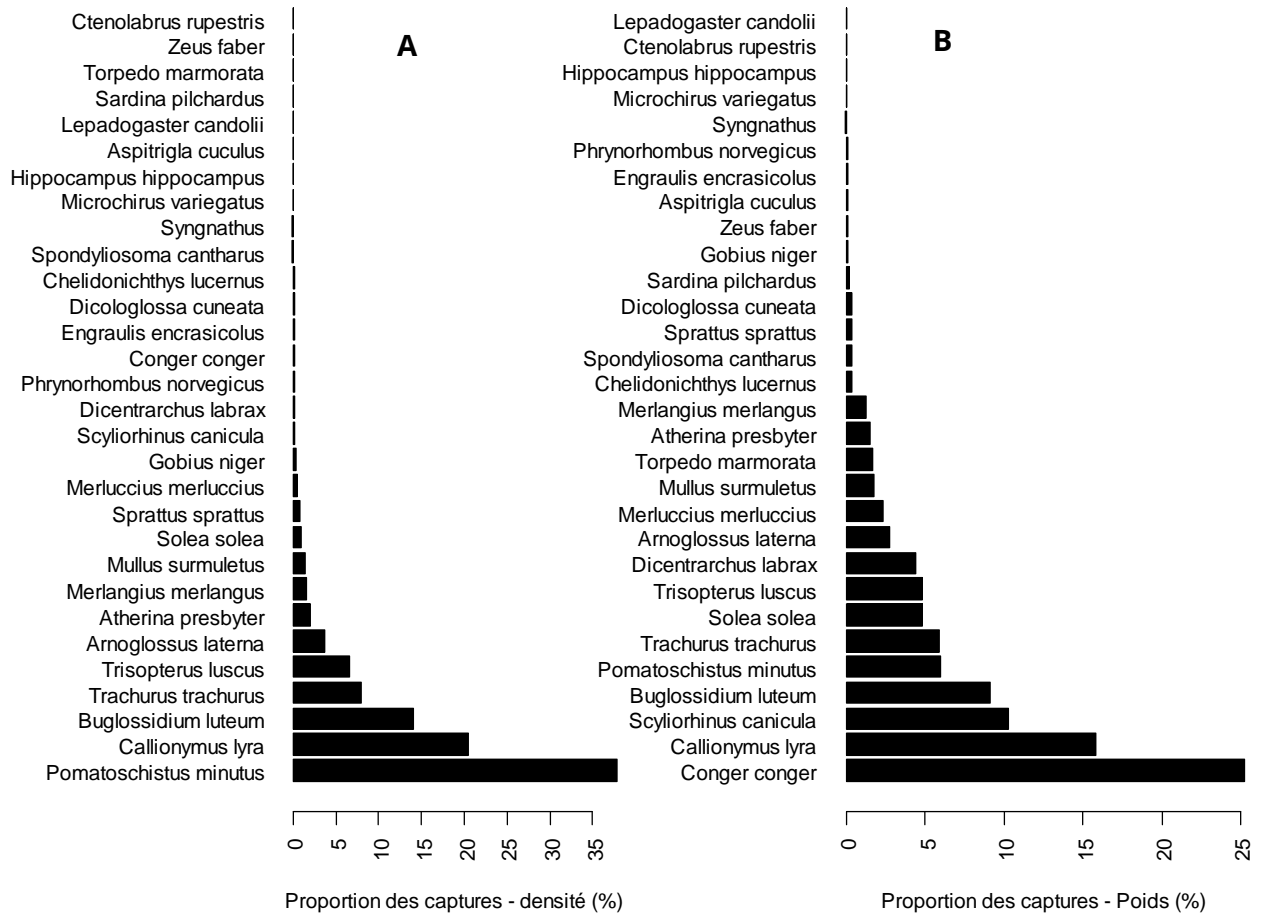 A
Ctenolabrus rupestris
Zeus faber
Torpedo marmorata
Sardina pilchardus
Lepadogaster candolii
Aspitrigla cuculus
Hippocampus hippocampus
Microchirus variegatus
Syngnathus
Spondyliosoma cantharus
Chelidonichthys lucernus
Dicologlossa cuneata
Engraulis encrasicolus
Conger conger
Phrynorhombus norvegicus
Dicentrarchus labrax
Scyliorhinus canicula
Gobius niger
Merluccius merluccius
Sprattus sprattus
Solea solea
Mullus surmuletus
Merlangius merlangus
Atherina presbyter
Arnoglossus laterna
Trisopterus luscus
Trachurus trachurus
Buglossidium luteum
Callionymus lyra
Pomatoschistus minutus
0 5 10 15 20 25 30 35
Proportion des captures - densité (%)
B
Lepadogaster candolii
Ctenolabrus rupestris
Hippocampus hippocampus
Microchirus variegatus
Syngnathus
Phrynorhombus norvegicus
Engraulis encrasicolus
Aspitrigla cuculus
Zeus faber
Gobius niger
Sardina pilchardus
Dicologlossa cuneata
Sprattus sprattus
Spondyliosoma cantharus
Chelidonichthys lucernus
Merlangius merlangus
Atherina presbyter
Torpedo marmorata
Mullus surmuletus
Merluccius merluccius
Arnoglossus laterna
Dicentrarchus labrax
Trisopterus luscus
Solea solea
Trachurus trachurus
Pomatoschistus minutus
Buglossidium luteum
Scyliorhinus canicula
Callionymus lyra
Conger conger
0 5 10 15 20 25
Proportion des captures - Poids (%)